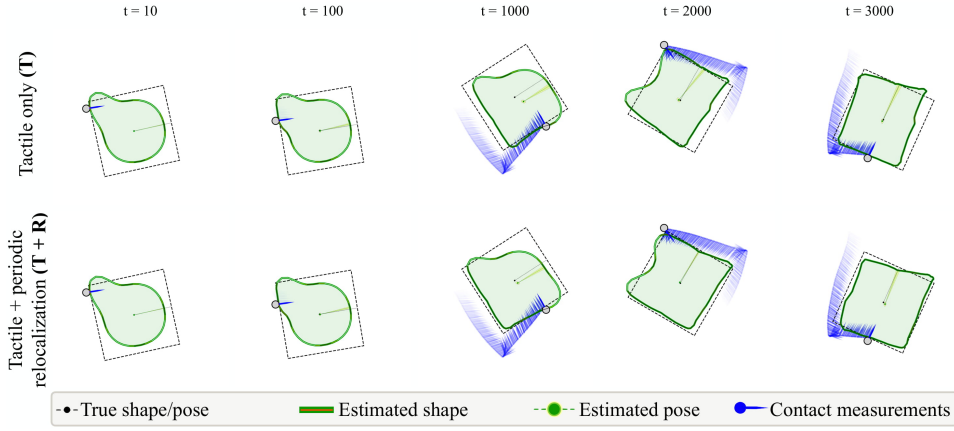 t = 10
t = 100
t = 1000
t = 2000
t = 3000
Tactile only (T)
Tactile + periodic
relocalization (T + R)
True shape/pose
Estimated shape
Estimated pose
Contact measurements